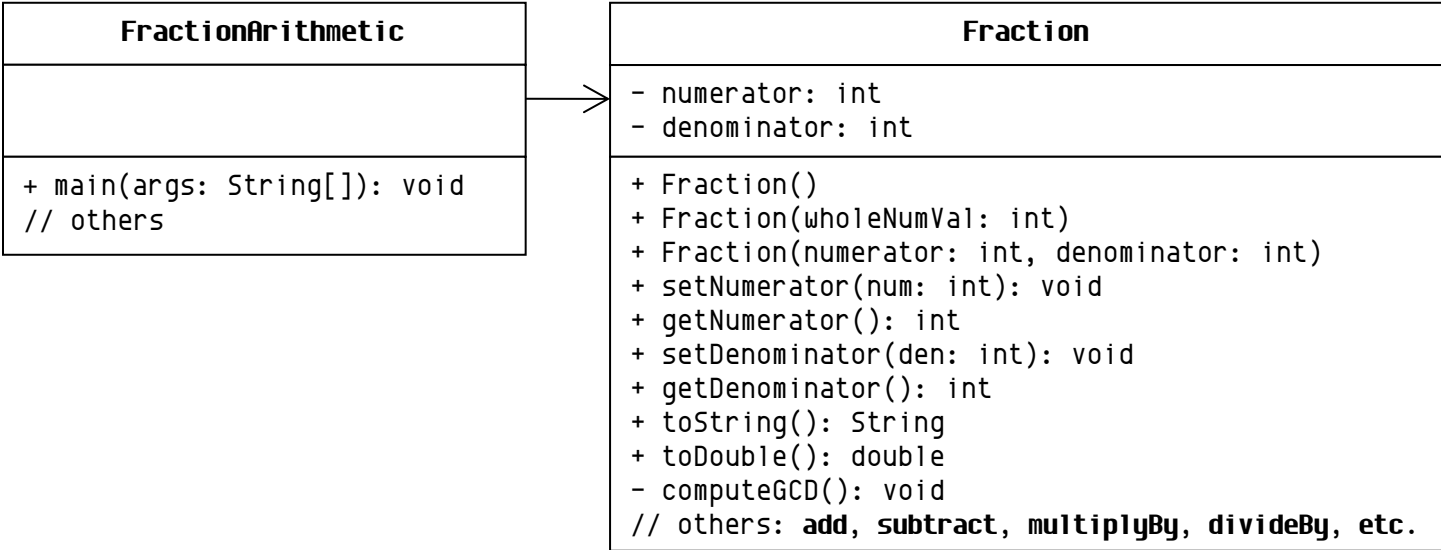 FractionArithmetic
+ main(args: String[]): void
// others
Fraction
- numerator: int
- denominator: int
+ Fraction()
+ Fraction(wholeNumVal: int)
+ Fraction(numerator: int, denominator: int)
+ setNumerator(num: int): void
+ getNumerator(): int
+ setDenominator(den: int): void
+ getDenominator(): int
+ toString(): String
+ toDouble(): double
- computeGCD(): void
// others: add, subtract, multiplyBy, divideBy, etc.